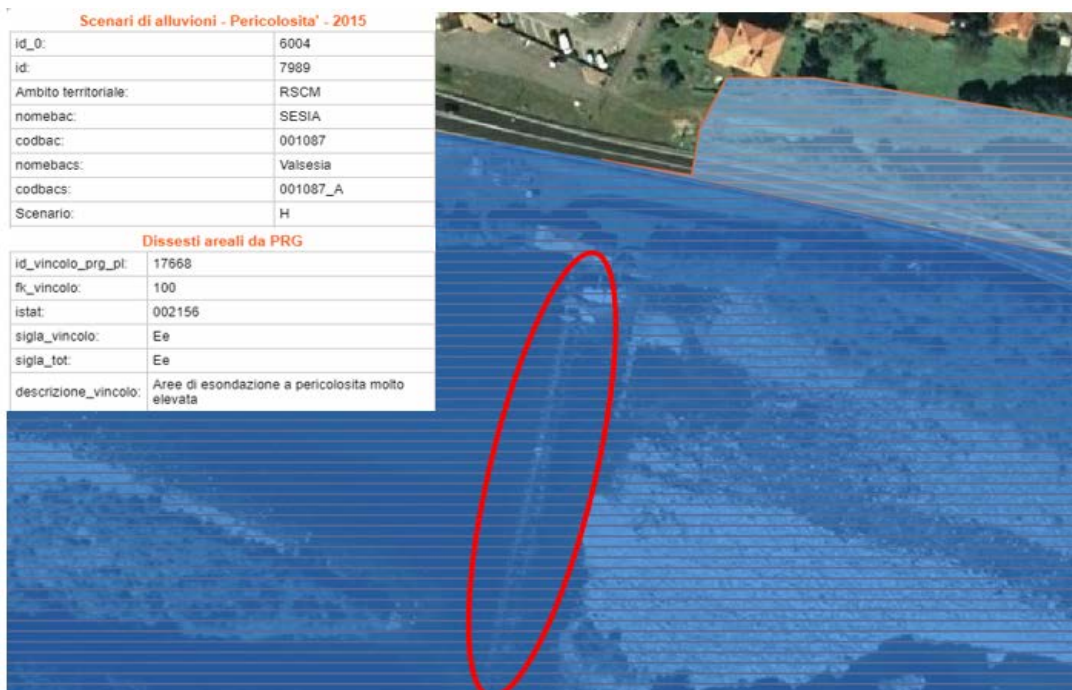 Scenari di alluvioni - Pericolosita' - 2015
id_0: 6004
id: 7989
Ambito territoriale: RSCM
nomebac: SESIA
codbac: 001087
nomebacs: Valsesia
codbacs: 001087_A
Scenario: H
Dissesti areali da PRG
id_vincolo_prg_pl: 17668
fk_vincolo: 100
istat: 002156
sigla_vincolo: Ee
sigla_tot: Ee
descrizione_vincolo: Aree di esondazione a pericolosita molto
elevata